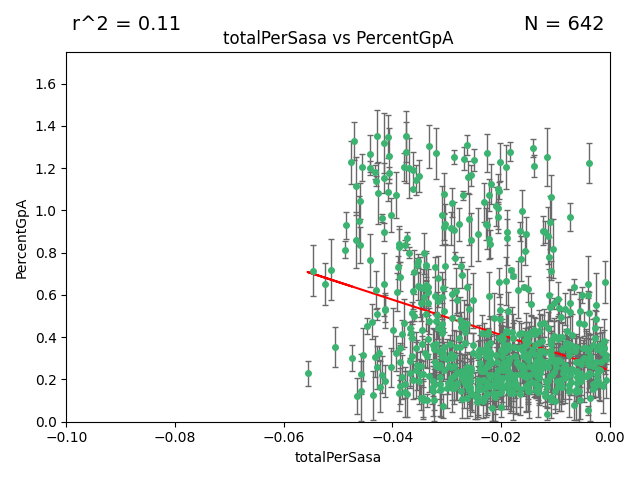 r^2 = 0.11
N = 642
totalPerSasa vs PercentGpA
PercentGpA
1.6
1.4
1.2
1.0
0.8
0.6
0.4
0.2
0.0
−0.10 −0.08 −0.06 −0.04 −0.02 0.00
totalPerSasa